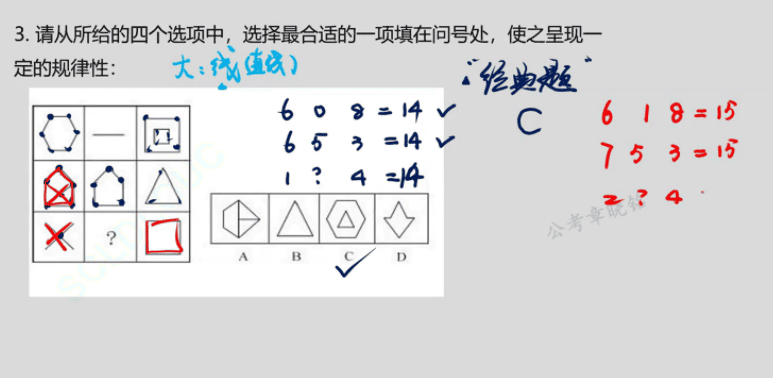 3. 请从所给的四个选项中，选择最合适的一项填在问号处，使之呈现一
定的规律性：
大：线(直线)
"经典题"
C
6 0 8 = 14 ✓
6 5 3 = 14 ✓
1 ? 4 = 14
6 1 8 = 15
7 5 3 = 15
2 ? 4
?
A B C D
✓
公考章晓铭